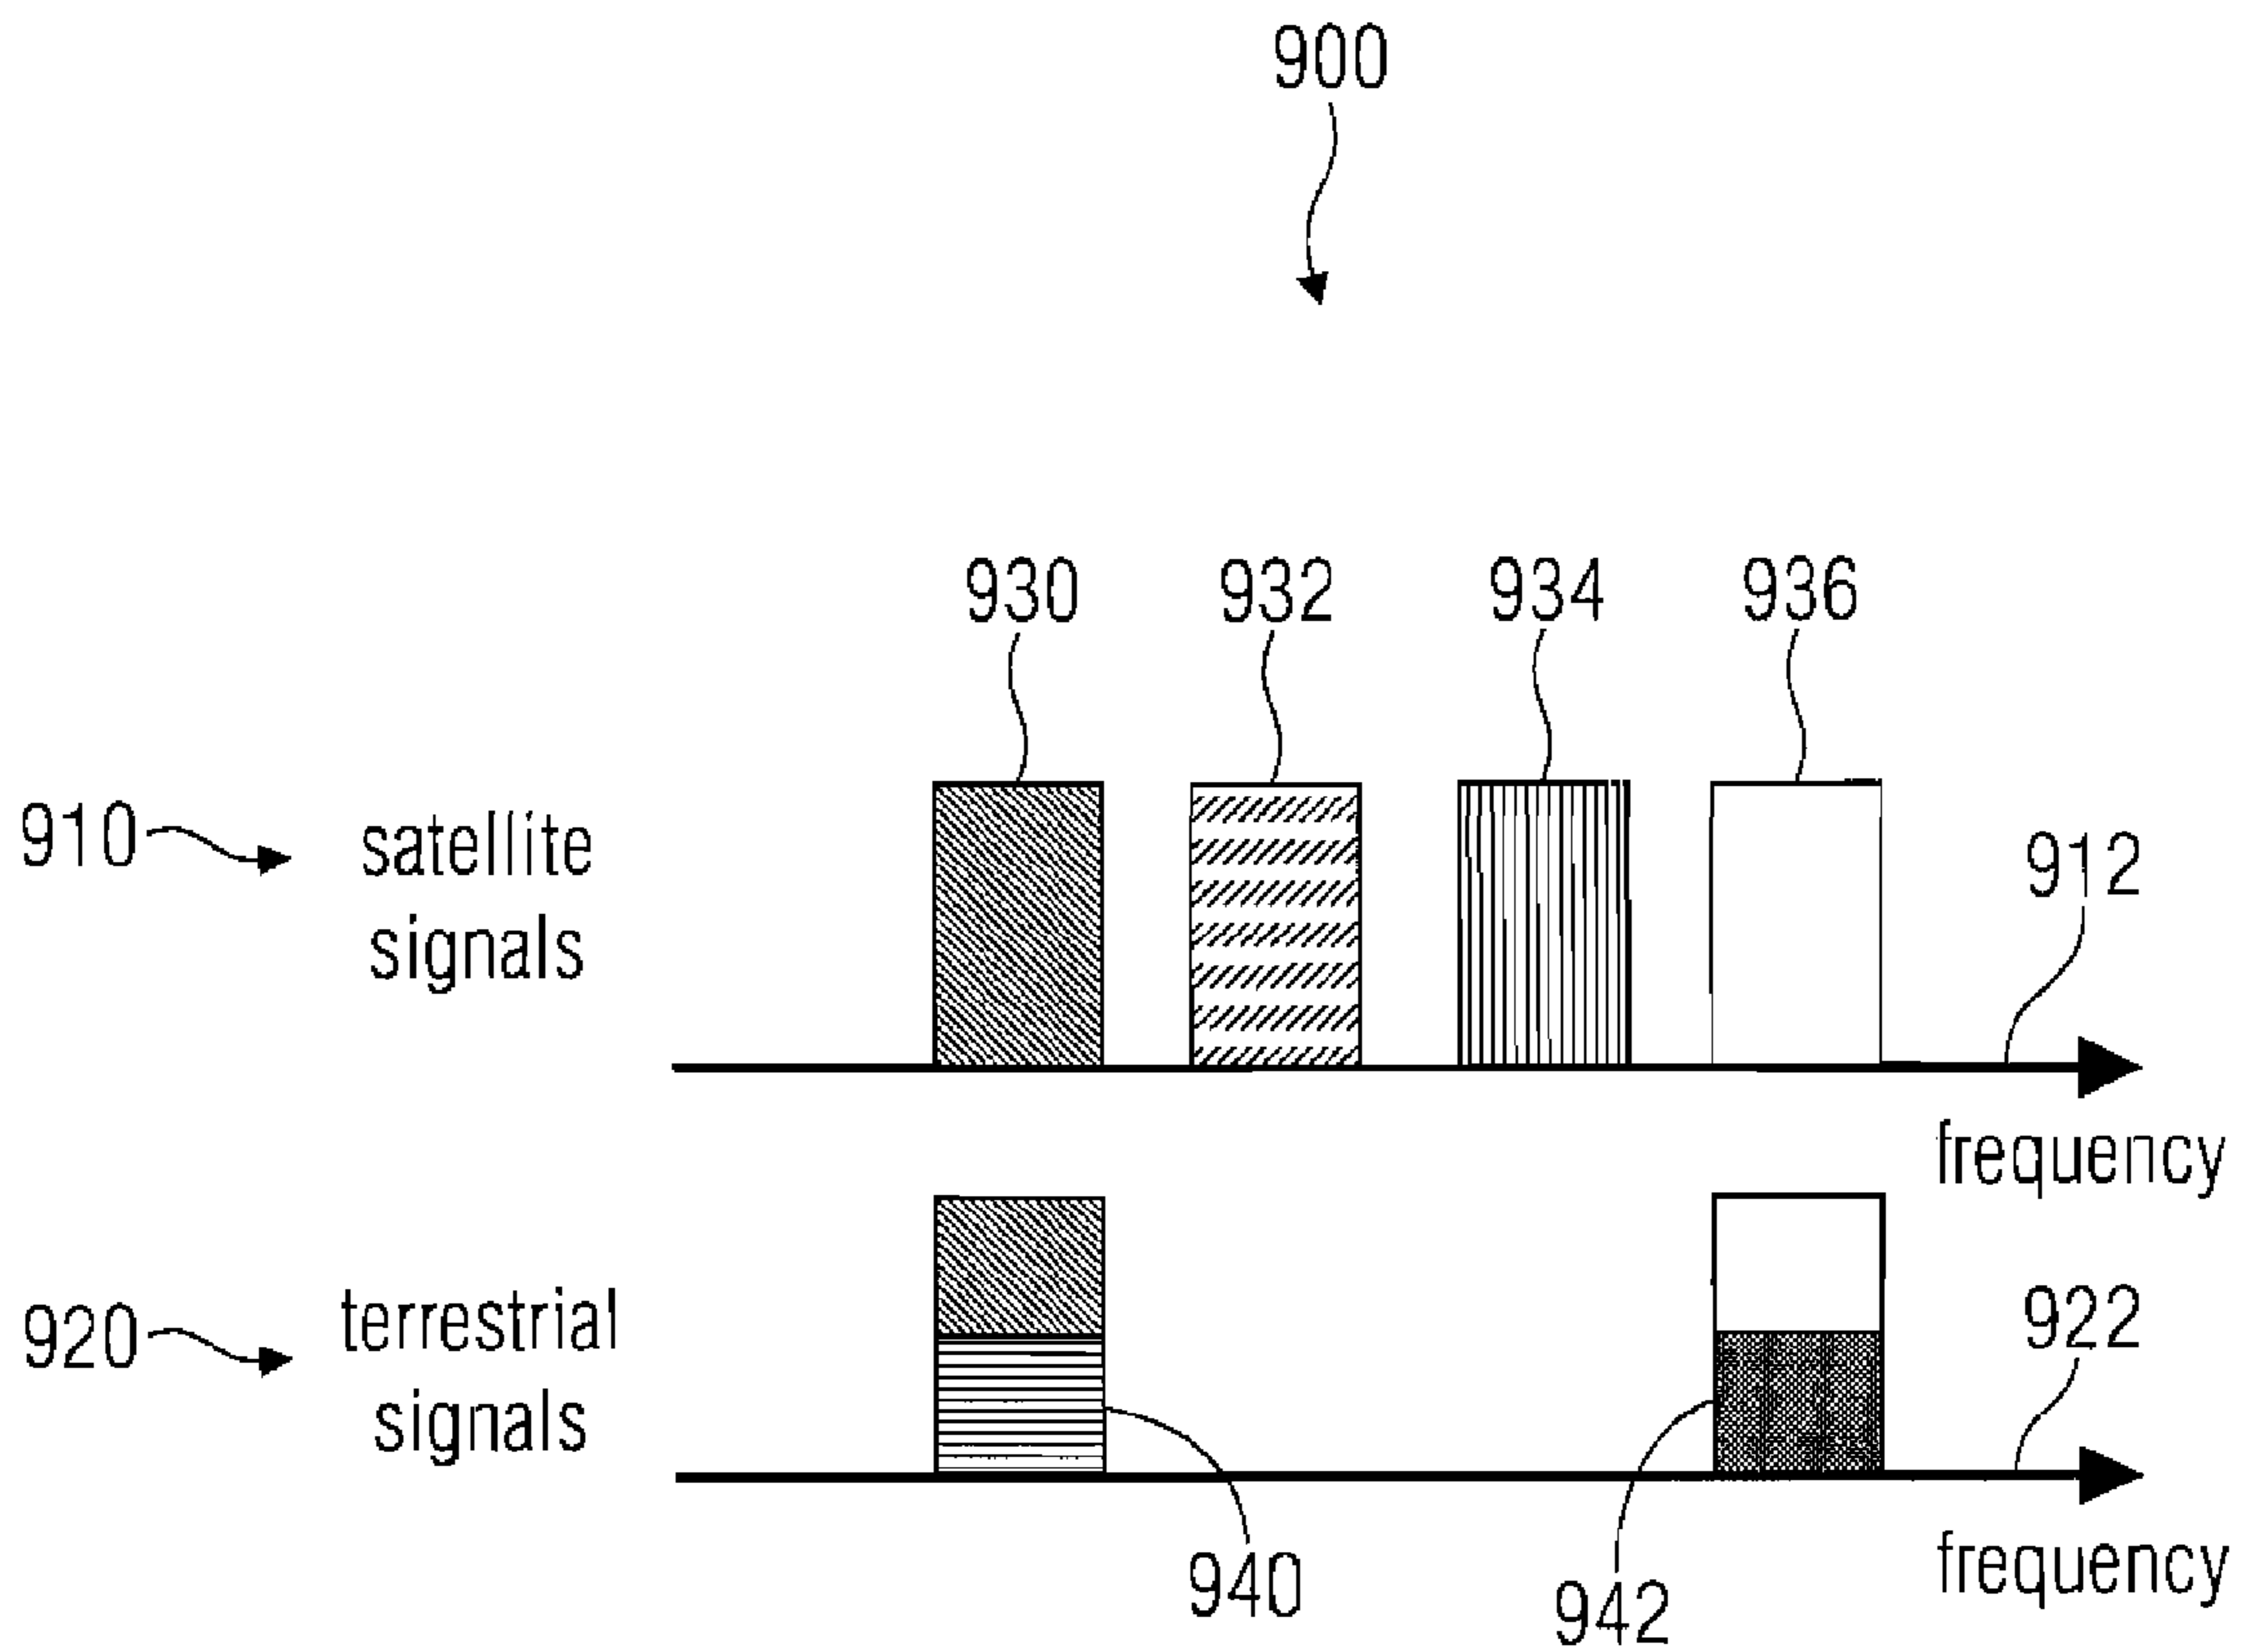 900
930 932 934 936
910
satellite
signals
912
frequency
920
terrestrial
signals
922
frequency
940
942